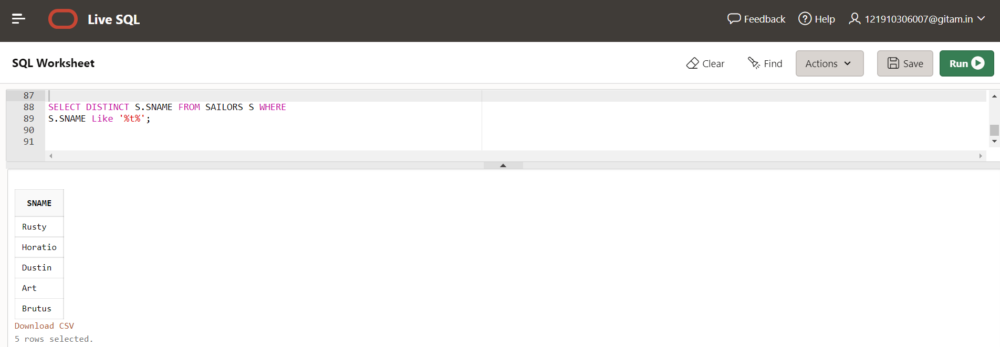 Live SQL Feedback Help 121910306007@gitam.in
SQL Worksheet Clear Find Actions Save Run
87
88 SELECT DISTINCT S.SNAME FROM SAILORS S WHERE
89 S.SNAME Like '%t%';
90
91
SNAME
Rusty
Horatio
Dustin
Art
Brutus
Download CSV
5 rows selected.